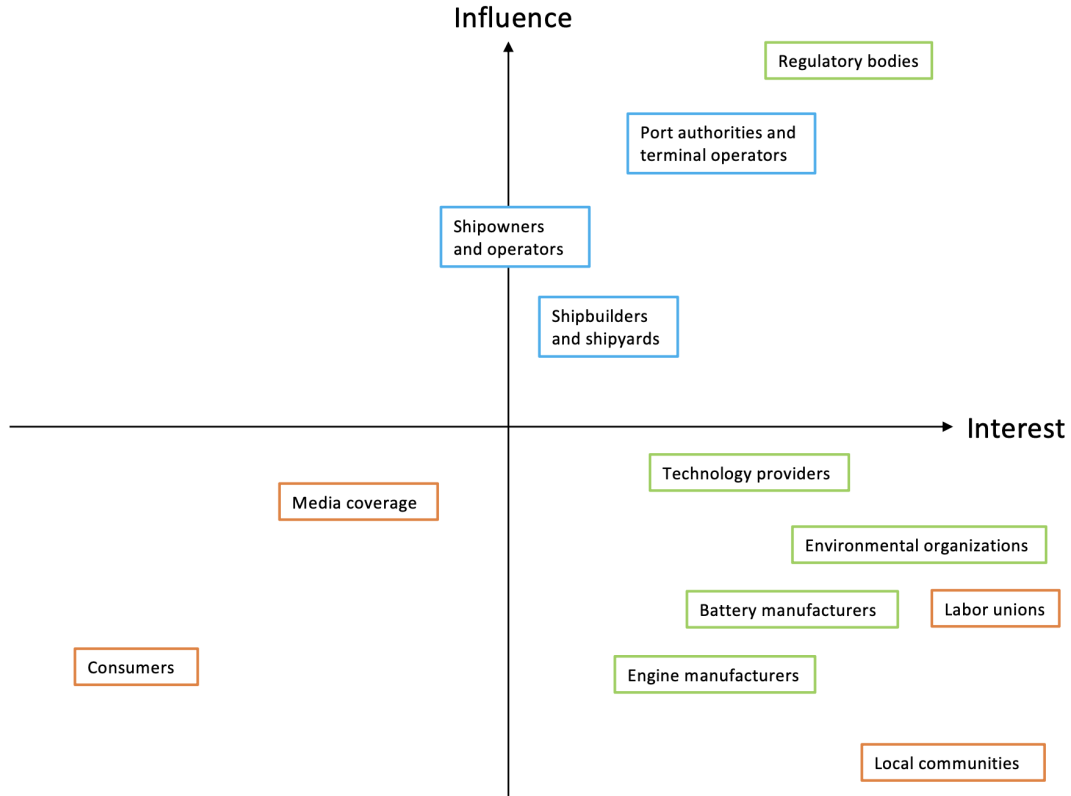 Influence
Regulatory bodies
Port authorities and
terminal operators
Shipowners
and operators
Shipbuilders
and shipyards
Interest
Technology providers
Media coverage
Environmental organizations
Battery manufacturers
Labor unions
Consumers
Engine manufacturers
Local communities